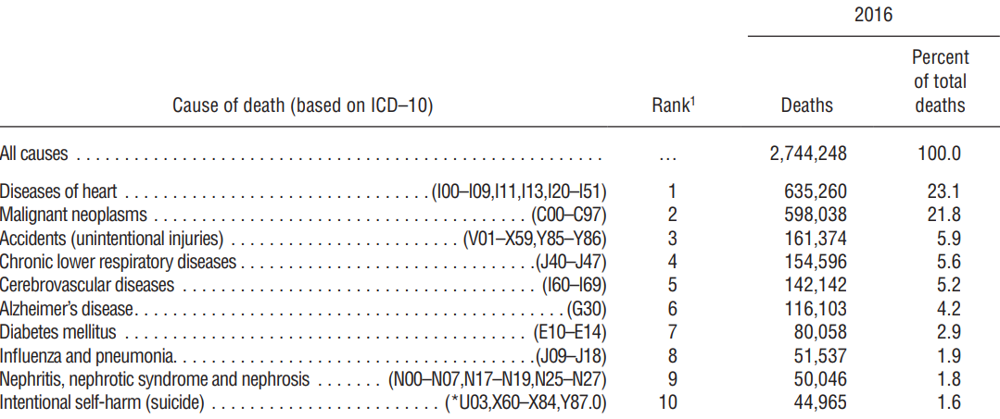 2016
Percent
of total
Cause of death (based on ICD–10) Rank1 Deaths deaths
All causes . . . . . . . . . . . . . . . . . . . . . . . . . . . . . . . . . . . . . . . . . . . . . . . . . . . . . . . … 2,744,248 100.0
Diseases of heart . . . . . . . . . . . . . . . . . . . . . . . . . . . . . . . . (I00–I09,I11,I13,I20–I51) 1 635,260 23.1
Malignant neoplasms . . . . . . . . . . . . . . . . . . . . . . . . . . . . . . . . . . . . . . . (C00–C97) 2 598,038 21.8
Accidents (unintentional injuries) . . . . . . . . . . . . . . . . . . . . . . . . (V01–X59,Y85–Y86) 3 161,374 5.9
Chronic lower respiratory diseases . . . . . . . . . . . . . . . . . . . . . . . . . . . . . . .(J40–J47) 4 154,596 5.6
Cerebrovascular diseases . . . . . . . . . . . . . . . . . . . . . . . . . . . . . . . . . . . . . (I60–I69) 5 142,142 5.2
Alzheimer’s disease. . . . . . . . . . . . . . . . . . . . . . . . . . . . . . . . . . . . . . . . . . . . . (G30) 6 116,103 4.2
Diabetes mellitus . . . . . . . . . . . . . . . . . . . . . . . . . . . . . . . . . . . . . . . . . . (E10–E14) 7 80,058 2.9
Influenza and pneumonia. . . . . . . . . . . . . . . . . . . . . . . . . . . . . . . . . . . . . .(J09–J18) 8 51,537 1.9
Nephritis, nephrotic syndrome and nephrosis . . . . . . . (N00–N07,N17–N19,N25–N27) 9 50,046 1.8
Intentional self-harm (suicide) . . . . . . . . . . . . . . . . . . . . . . . . (*U03,X60–X84,Y87.0) 10 44,965 1.6